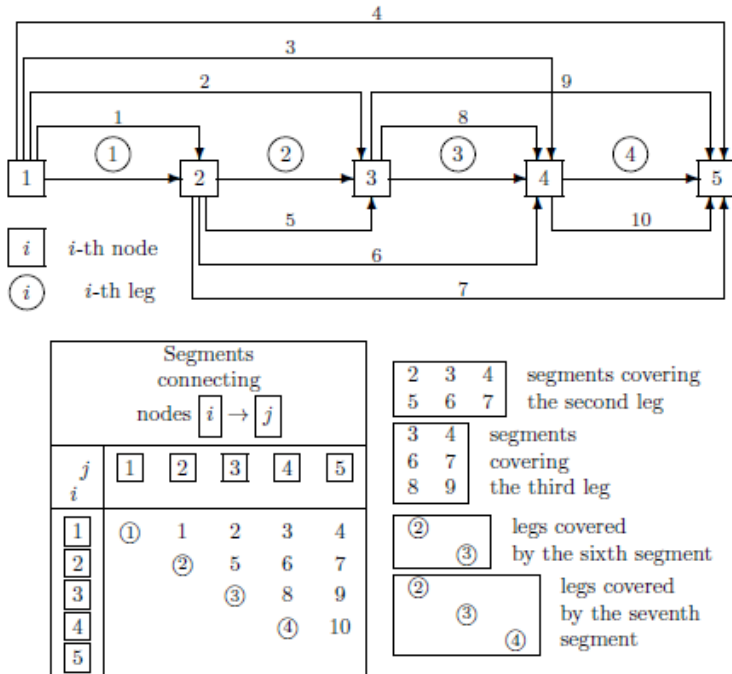 4
3
2 9
1 8
1 2 3 4
1 2 3 4 5
5 10
i i-th node
6
i i-th leg
7
Segments
connecting
nodes i → j
j 1 2 3 4 5
i
1 1 1 2 3 4
2 2 5 6 7
3 3 8 9
4 4 10
5
2 3 4 segments covering
5 6 7 the second leg
3 4 segments
6 7 covering
8 9 the third leg
2 legs covered
3 by the sixth segment
2 legs covered
3 by the seventh
4 segment